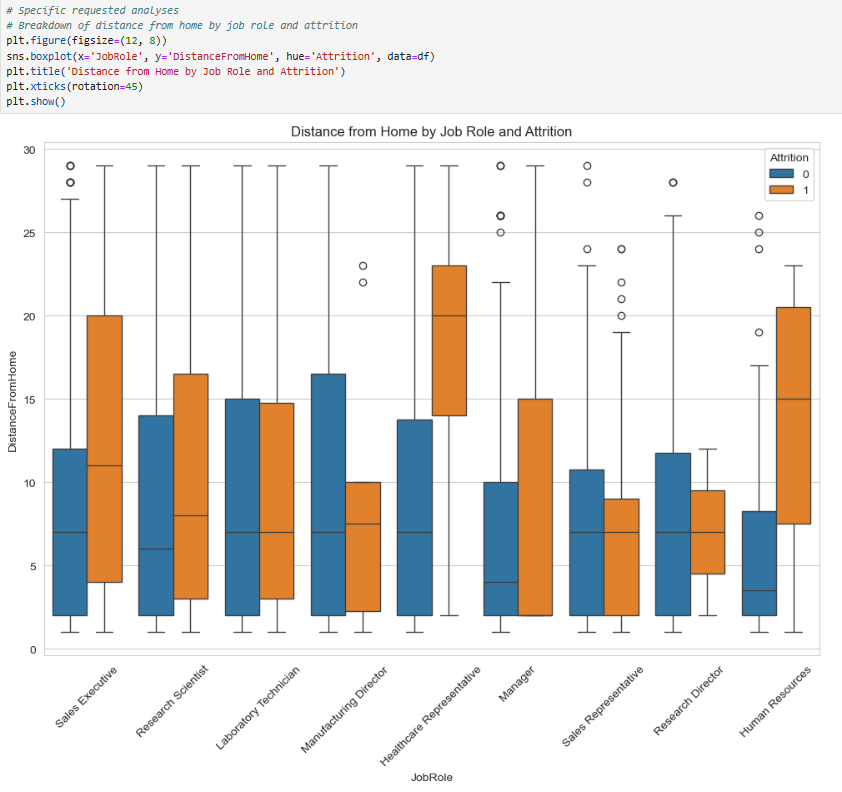 # Specific requested analyses
# Breakdown of distance from home by job role and attrition
plt.figure(figsize=(12, 8))
sns.boxplot(x='JobRole', y='DistanceFromHome', hue='Attrition', data=df)
plt.title('Distance from Home by Job Role and Attrition')
plt.xticks(rotation=45)
plt.show()
Distance from Home by Job Role and Attrition
Attrition
0
1
DistanceFromHome
30
25
20
15
10
5
0
Sales Executive
Research Scientist
Laboratory Technician
Manufacturing Director
Healthcare Representative
Manager
Sales Representative
Research Director
Human Resources
JobRole